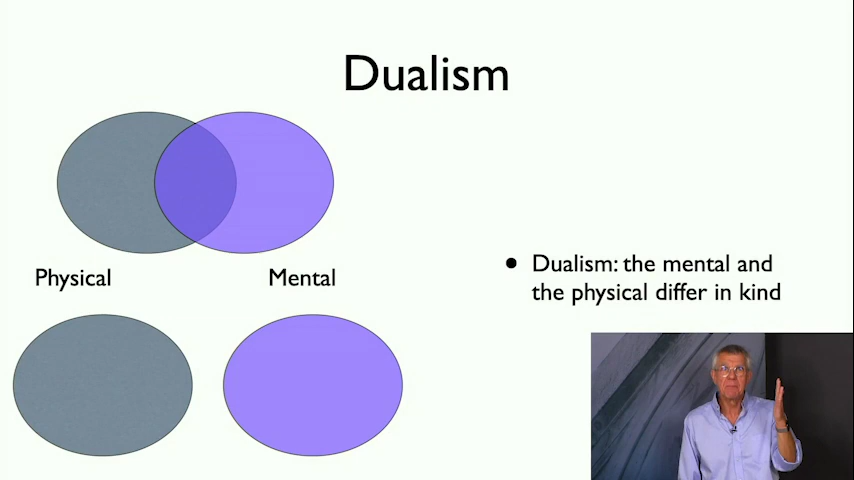 Dualism
Physical
Mental
• Dualism: the mental and
the physical differ in kind